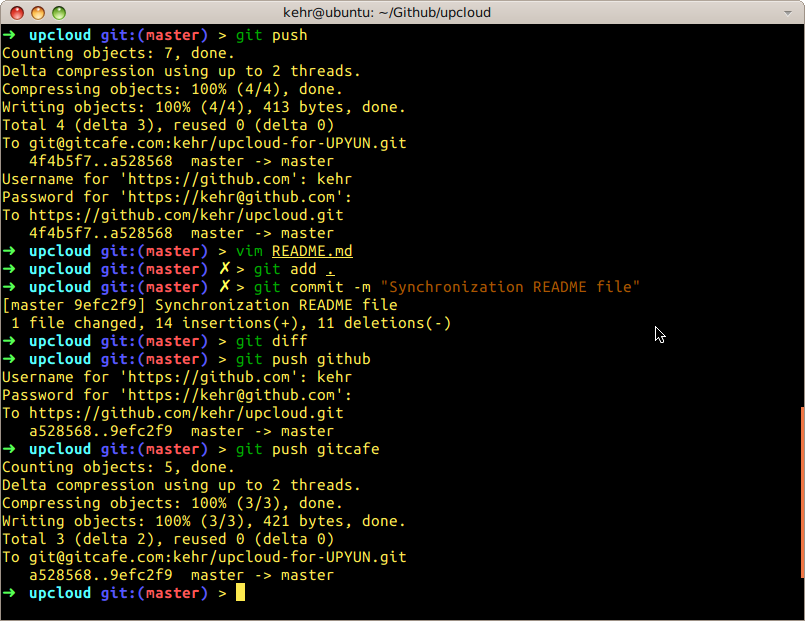 kehr@ubuntu: ~/Github/upcloud
➜  upcloud git:(master) > git push
Counting objects: 7, done.
Delta compression using up to 2 threads.
Compressing objects: 100% (4/4), done.
Writing objects: 100% (4/4), 413 bytes, done.
Total 4 (delta 3), reused 0 (delta 0)
To git@gitcafe.com:kehr/upcloud-for-UPYUN.git
   4f4b5f7..a528568  master -> master
Username for 'https://github.com': kehr
Password for 'https://kehr@github.com':
To https://github.com/kehr/upcloud.git
   4f4b5f7..a528568  master -> master
➜  upcloud git:(master) > vim README.md
➜  upcloud git:(master) ✗ > git add .
➜  upcloud git:(master) ✗ > git commit -m "Synchronization README file"
[master 9efc2f9] Synchronization README file
 1 file changed, 14 insertions(+), 11 deletions(-)
➜  upcloud git:(master) > git diff
➜  upcloud git:(master) > git push github
Username for 'https://github.com': kehr
Password for 'https://kehr@github.com':
To https://github.com/kehr/upcloud.git
   a528568..9efc2f9  master -> master
➜  upcloud git:(master) > git push gitcafe
Counting objects: 5, done.
Delta compression using up to 2 threads.
Compressing objects: 100% (3/3), done.
Writing objects: 100% (3/3), 421 bytes, done.
Total 3 (delta 2), reused 0 (delta 0)
To git@gitcafe.com:kehr/upcloud-for-UPYUN.git
   a528568..9efc2f9  master -> master
➜  upcloud git:(master) >